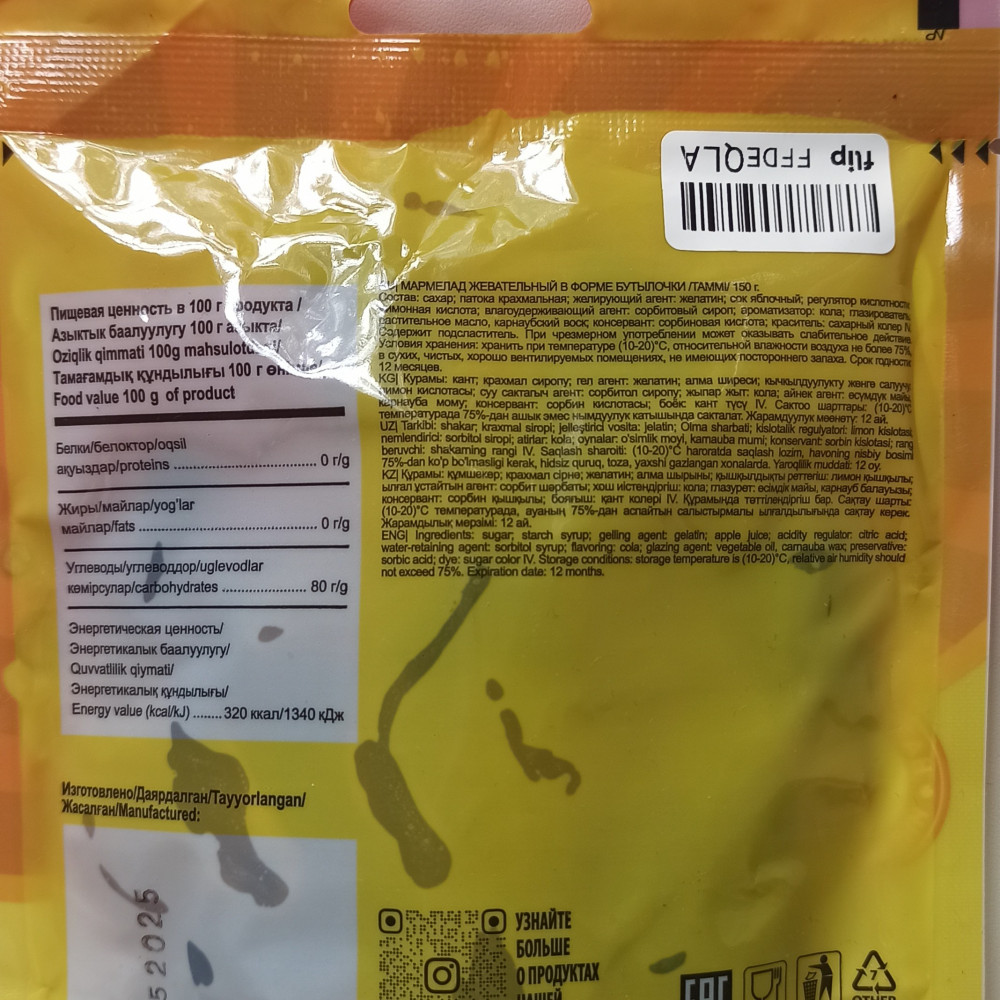 flip FFDEQLA
Пищевая ценность в 100 г продукта /
Азыктык баалуулугу 100 г азыкта/
Oziqlik qimmati 100g
Тамағамдық құндылығы 100 г
Food value 100 g of product
Белки/белоктор/oqsil
ақуыздар/proteins ........ 0 г/g
Жиры/майлар/yog'lar
майлар/fats ........ 0 г/g
Углеводы/углеводдор/uglevodlar
көмірсулар/carbohydrates ........ 80 г/g
Энергетическая ценность/
Энергетикалык баалуулугу/
Quvvatlilik qiymati/
Энергетикалық құндылығы/
Energy value (kcal/kJ) ........ 320 ккал/1340 кДж
Изготовлено/Даярдалган/Tayyorlangan/
Жасалған/Manufactured:
5 2025
МАРМЕЛАД ЖЕВАТЕЛЬНЫЙ В ФОРМЕ БУТЫЛОЧКИ /ТАММИ/ 150 г.
Состав: сахар; патока крахмальная; желирующий агент: желатин; сок яблочный; регулятор кислотности:
лимонная кислота; влагоудерживающий агент: сорбитовый сироп; ароматизатор: кола; глазирователь:
растительное масло, карнаубский воск; консервант: сорбиновая кислота; краситель: сахарный колер IV.
Содержит подсластитель. При чрезмерном употреблении может оказывать слабительное действие.
Условия хранения: хранить при температуре (10-20)°С, относительной влажности воздуха не более 75%,
в сухих, чистых, хорошо вентилируемых помещениях, не имеющих постороннего запаха. Срок годности:
12 месяцев.
KG| Курамы: кант; крахмал сиропу; гел агент: желатин; алма ширеси; кычкылдуулукту жөнгө салуучу:
лимон кислотасы; суу сактагыч агент: сорбитол сиропу; жыпар жыт: кола; айнек агент: өсүмдүк майы,
карнауба мому; консервант: сорбин кислотасы; боёк: кант түсү IV. Сактоо шарттары: (10-20)°С
температурада 75%-дан ашык эмес нымдуулук катышында сакталат. Жарамдуулук мөөнөтү: 12 ай.
UZ| Tarkibi: shakar; kraxmal siropi; jelleştirici vosita: jelatin; Olma sharbati; kislotalik regulyatori: limon kislotasi;
nemlendirici: sorbitol siropi; atirlar: kola; oynalar: o'simlik moyi, karnauba mumi; konservant: sorbin kislotasi; rang
beruvchi: shakarning rangi IV. Saqlash sharoiti: (10-20)°C haroratda saqlash lozim, havoning nisbiy bosimi
75%-dan ko'p bo'lmasligi kerak, hidsiz quruq, toza, yaxshi gazlangan xonalarda. Yaroqlilik muddati: 12 oy.
KZ| Құрамы: құмшекер; крахмал сірне; желатин; алма шырыны; қышқылдықты реттегіш: лимон қышқылы;
ылғал ұстайтын агент: сорбит шәрбаты; хош иістендіргіш: кола; глазурет: өсімдік майы, карнауб балауызы;
консервант: сорбин қышқылы; бояғыш: қант колері IV. Құрамында тәттілендіргіш бар. Сақтау шарты:
(10-20)°С температурада, ауаның 75%-дан аспайтын салыстырмалы ылғалдылығында сақтау керек.
Жарамдылық мерзімі: 12 ай.
ENG| Ingredients: sugar; starch syrup; gelling agent: gelatin; apple juice; acidity regulator: citric acid;
water-retaining agent: sorbitol syrup; flavoring: cola; glazing agent: vegetable oil, carnauba wax; preservative:
sorbic acid; dye: sugar color IV. Storage conditions: storage temperature is (10-20)°C, relative air humidity should
not exceed 75%. Expiration date: 12 months.
УЗНАЙТЕ
БОЛЬШЕ
О ПРОДУКТАХ
НАШЕЙ
EAC
7
OTHER